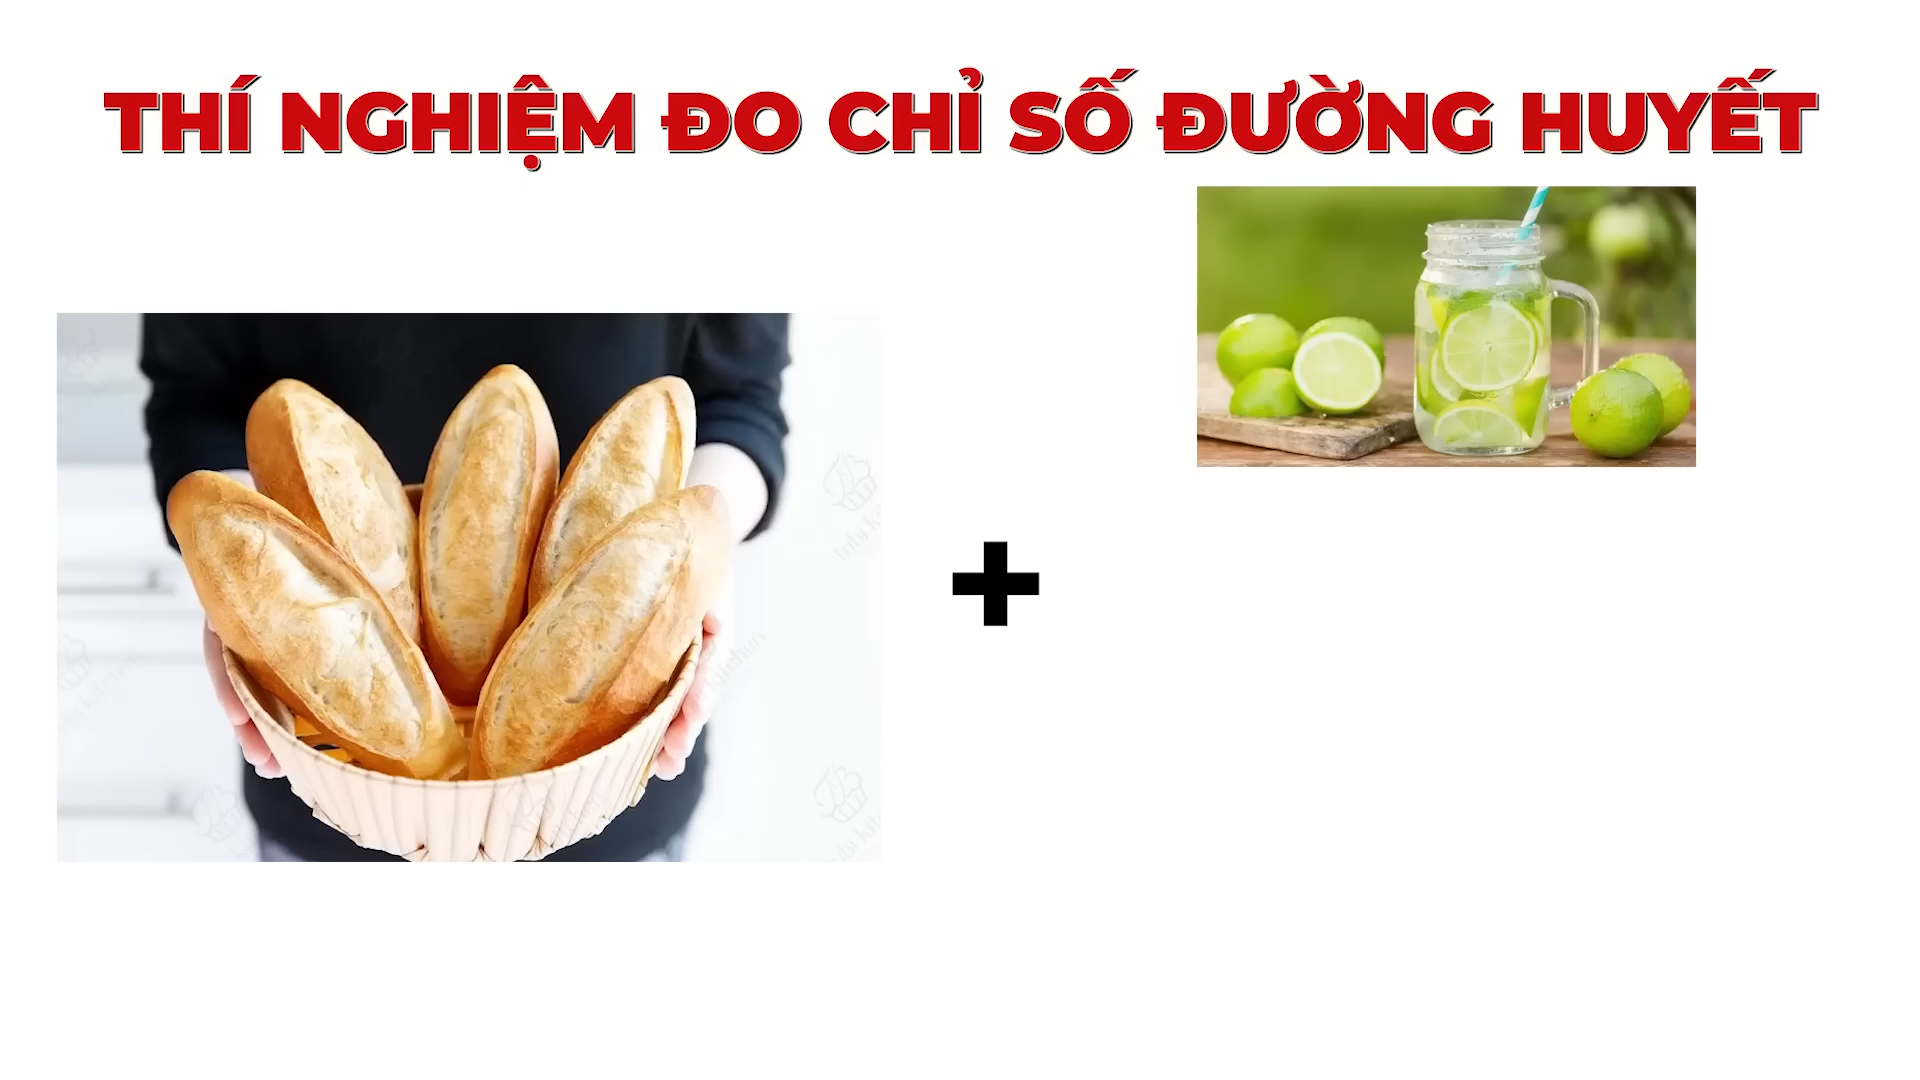 THÍ NGHIỆM ĐO CHỈ SỐ ĐƯỜNG HUYẾT